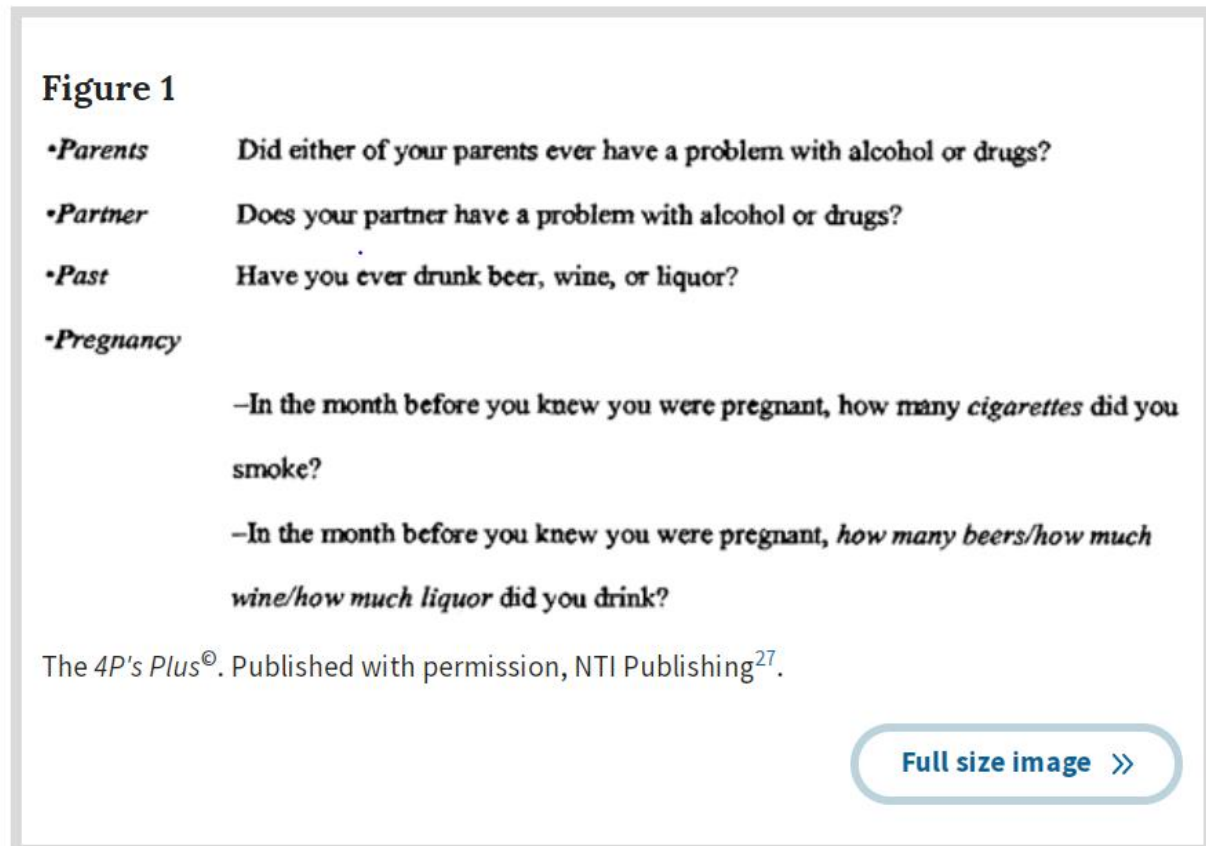 Figure 1
•Parents Did either of your parents ever have a problem with alcohol or drugs?
•Partner Does your partner have a problem with alcohol or drugs?
•Past Have you ever drunk beer, wine, or liquor?
•Pregnancy
–In the month before you knew you were pregnant, how many cigarettes did you
smoke?
–In the month before you knew you were pregnant, how many beers/how much
wine/how much liquor did you drink?
The 4P's Plus©. Published with permission, NTI Publishing27.
Full size image »